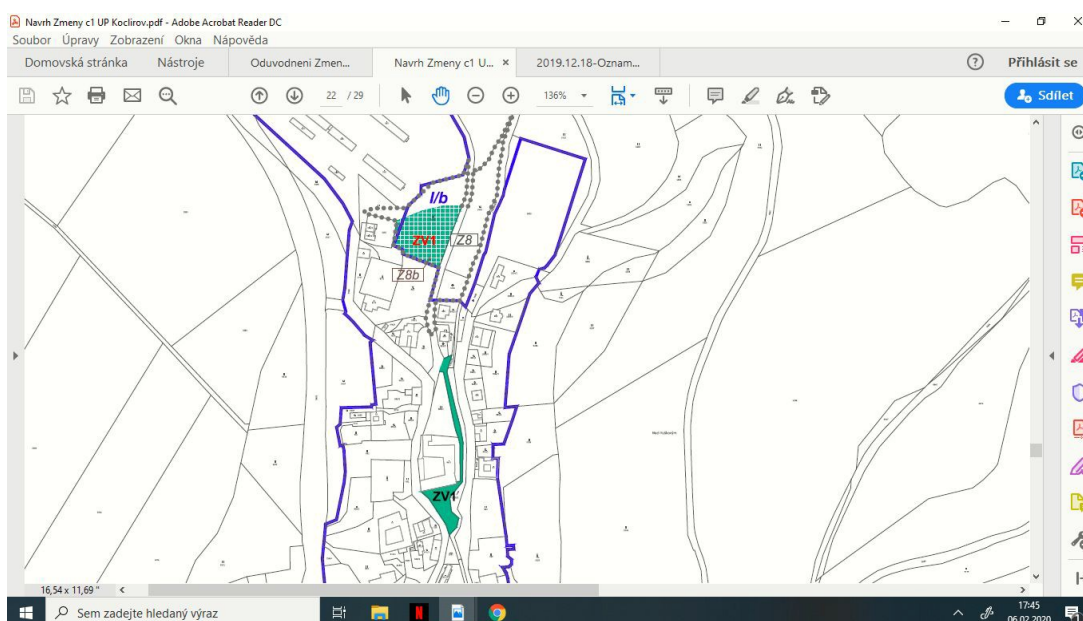 Navrh Zmeny c1 UP Koclirov.pdf - Adobe Acrobat Reader DC
Soubor Úpravy Zobrazení Okna Nápověda
Domovská stránka Nástroje Oduvodneni Zmen... Navrh Zmeny c1 U... × 2019.12.18-Oznam... Přihlásit se
22 / 29 136% Sdílet
I/b
ZV1 Z8
Z8b
ZV1
16,54 x 11,69 "
Sem zadejte hledaný výraz
17:45
06.02.2020